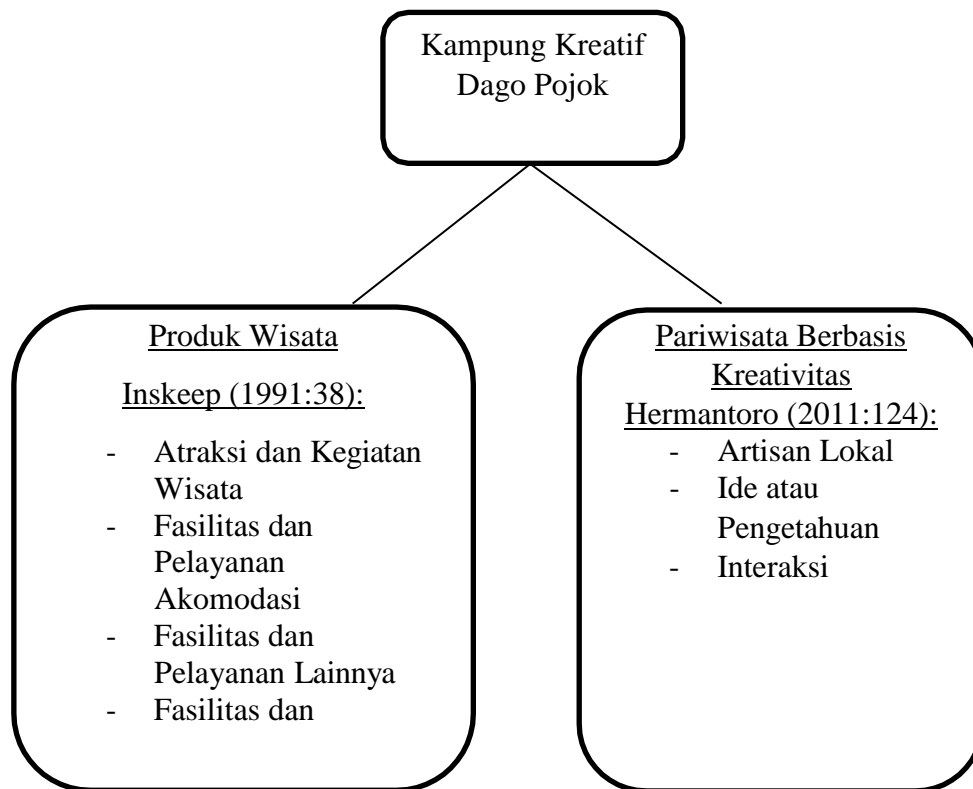 Kampung Kreatif
Dago Pojok
Produk Wisata
Inskeep (1991:38):
- Atraksi dan Kegiatan
Wisata
- Fasilitas dan
Pelayanan
Akomodasi
- Fasilitas dan
Pelayanan Lainnya
- Fasilitas dan
Pariwisata Berbasis
Kreativitas
Hermantoro (2011:124):
- Artisan Lokal
- Ide atau
Pengetahuan
- Interaksi